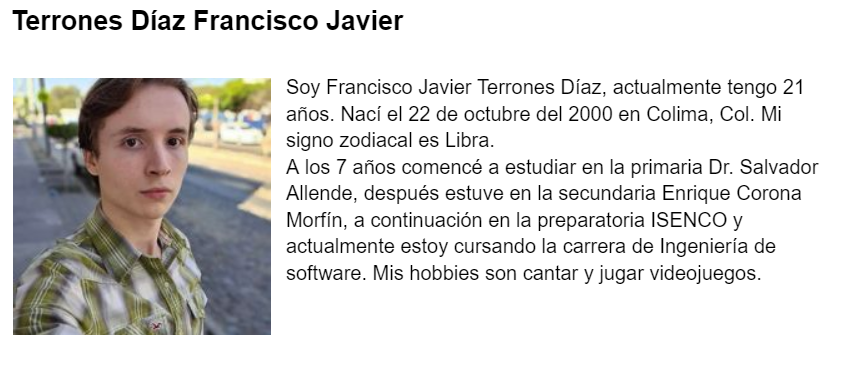 Terrones Díaz Francisco Javier
Soy Francisco Javier Terrones Díaz, actualmente tengo 21
años. Nací el 22 de octubre del 2000 en Colima, Col. Mi
signo zodiacal es Libra.
A los 7 años comencé a estudiar en la primaria Dr. Salvador
Allende, después estuve en la secundaria Enrique Corona
Morfín, a continuación en la preparatoria ISENCO y
actualmente estoy cursando la carrera de Ingeniería de
software. Mis hobbies son cantar y jugar videojuegos.